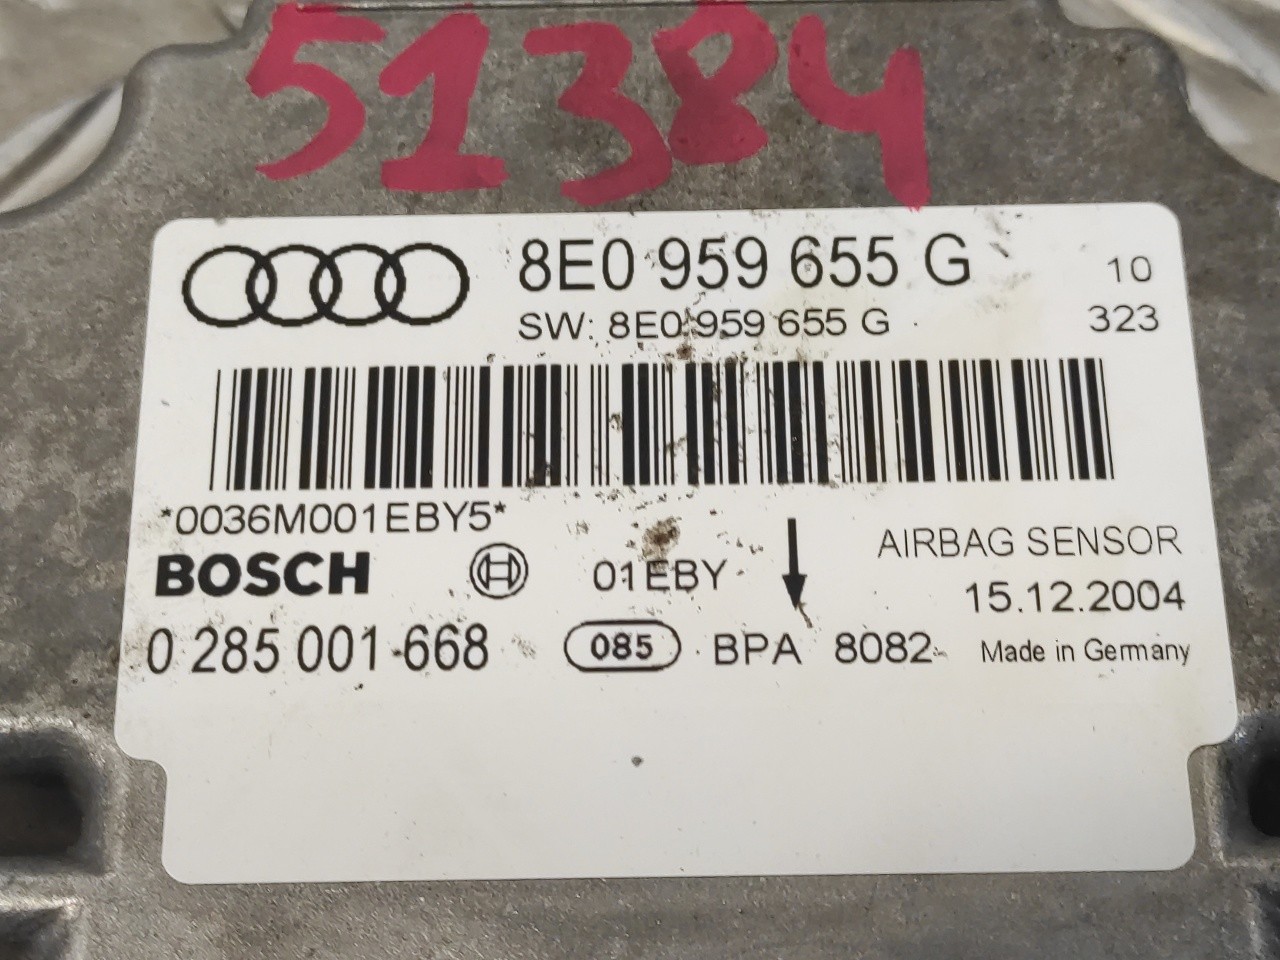 51384
8E0 959 655 G 10
SW: 8E0 959 655 G 323
*0036M001EBY5*
AIRBAG SENSOR
BOSCH 01EBY
15.12.2004
0 285 001 668 085 BPA 8082 Made in Germany